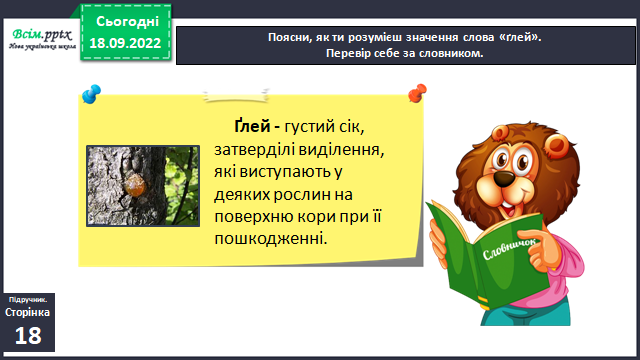 Всім.pptx
Нова українська школа
Сьогодні
18.09.2022
Поясни, як ти розумієш значення слова «ґлей».
Перевір себе за словником.
Ґлей - густий сік,
затверділі виділення,
які виступають у
деяких рослин на
поверхню кори при її
пошкодженні.
Словничок
Підручник.
Сторінка
18